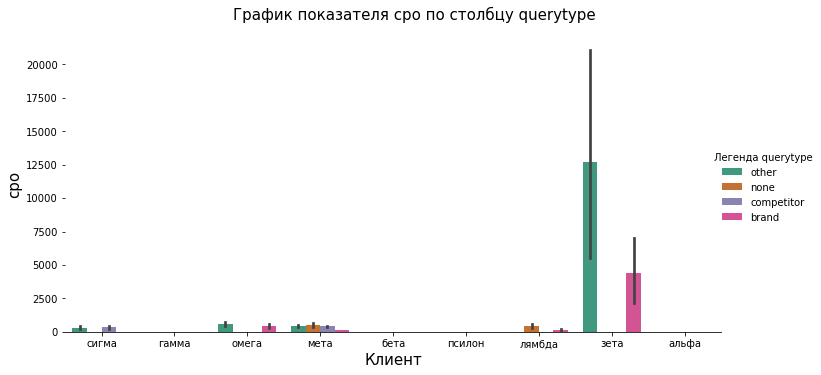 График показателя cpo по столбцу querytype
20000
17500
15000
12500
10000
7500
5000
2500
0
cpo
сигма
гамма
омега
мета
бета
псилон
лямбда
зета
альфа
Клиент
Легенда querytype
other
none
competitor
brand